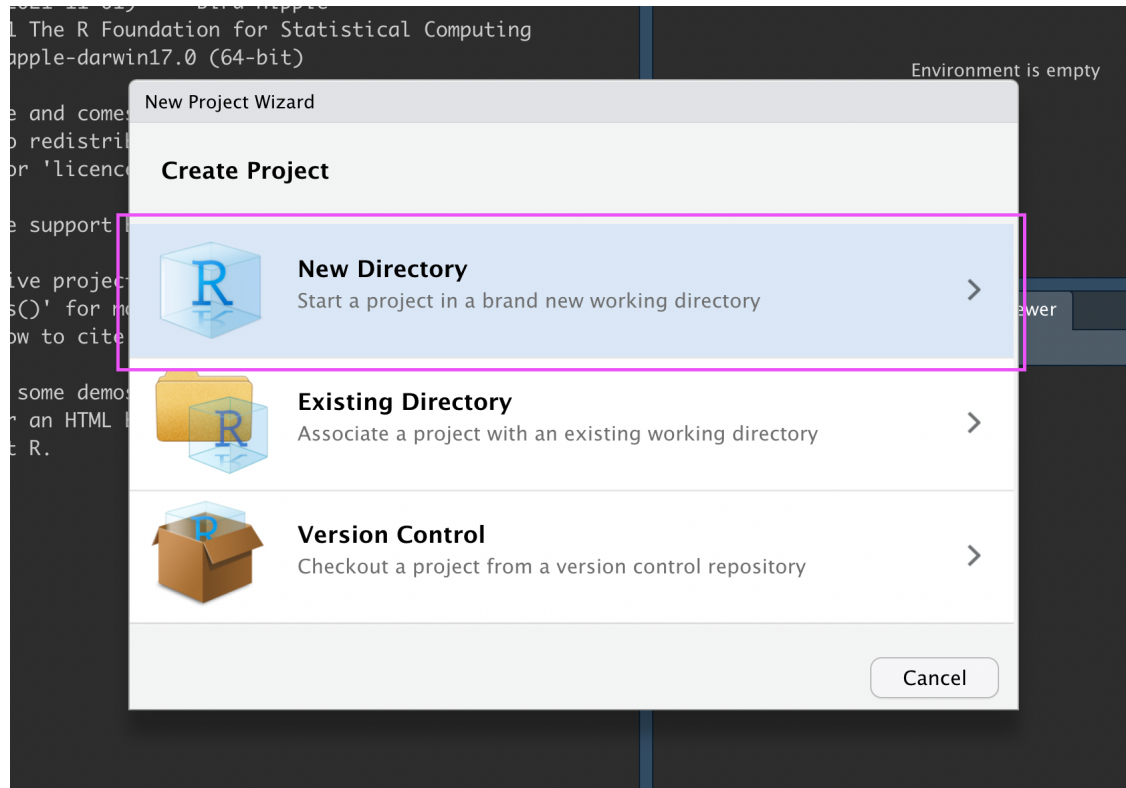 l The R Foundation for Statistical Computing
apple-darwin17.0 (64-bit)
Environment is empty
New Project Wizard
e and comes
o redistri
or 'licenc
Create Project
e support
New Directory
Start a project in a brand new working directory
ive projec
s()' for mo
ow to cite
ewer
some demos
r an HTML
t R.
Existing Directory
Associate a project with an existing working directory
Version Control
Checkout a project from a version control repository
Cancel